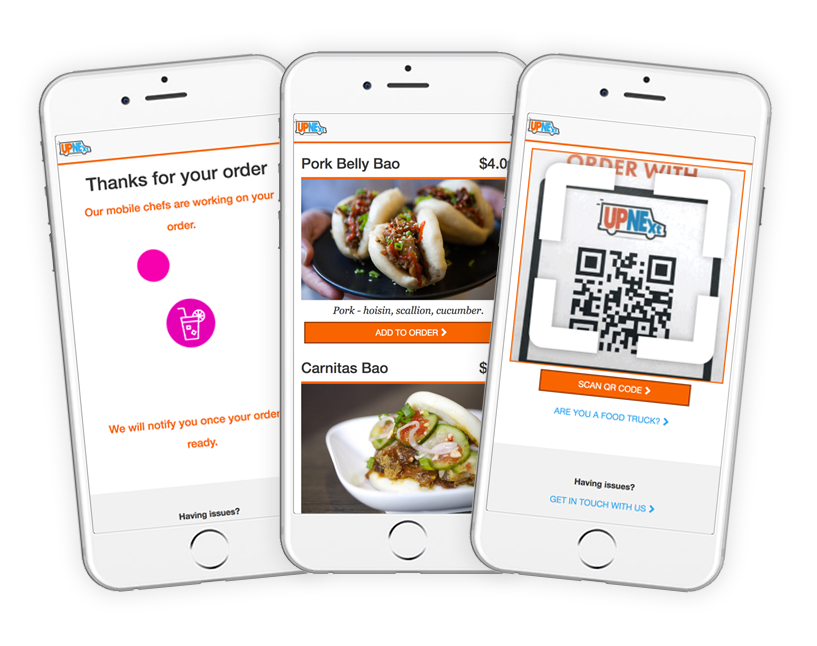 UPNExt
Thanks for your order
Our mobile chefs are working on your
order.
We will notify you once your order
ready.
Having issues?
UPNExt
Pork Belly Bao $4.0
Pork - hoisin, scallion, cucumber.
ADD TO ORDER
Carnitas Bao $
UPNExt
ORDER WITH
UPNExt
SCAN QR CODE
ARE YOU A FOOD TRUCK?
Having issues?
GET IN TOUCH WITH US